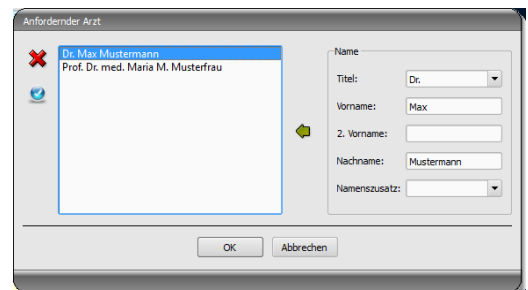 Anfordernder Arzt
Dr. Max Mustermann
Prof. Dr. med. Maria M. Musterfrau
Name
Titel: Dr.
Vorname: Max
2. Vorname:
Nachname: Mustermann
Namenszusatz:
OK Abbrechen